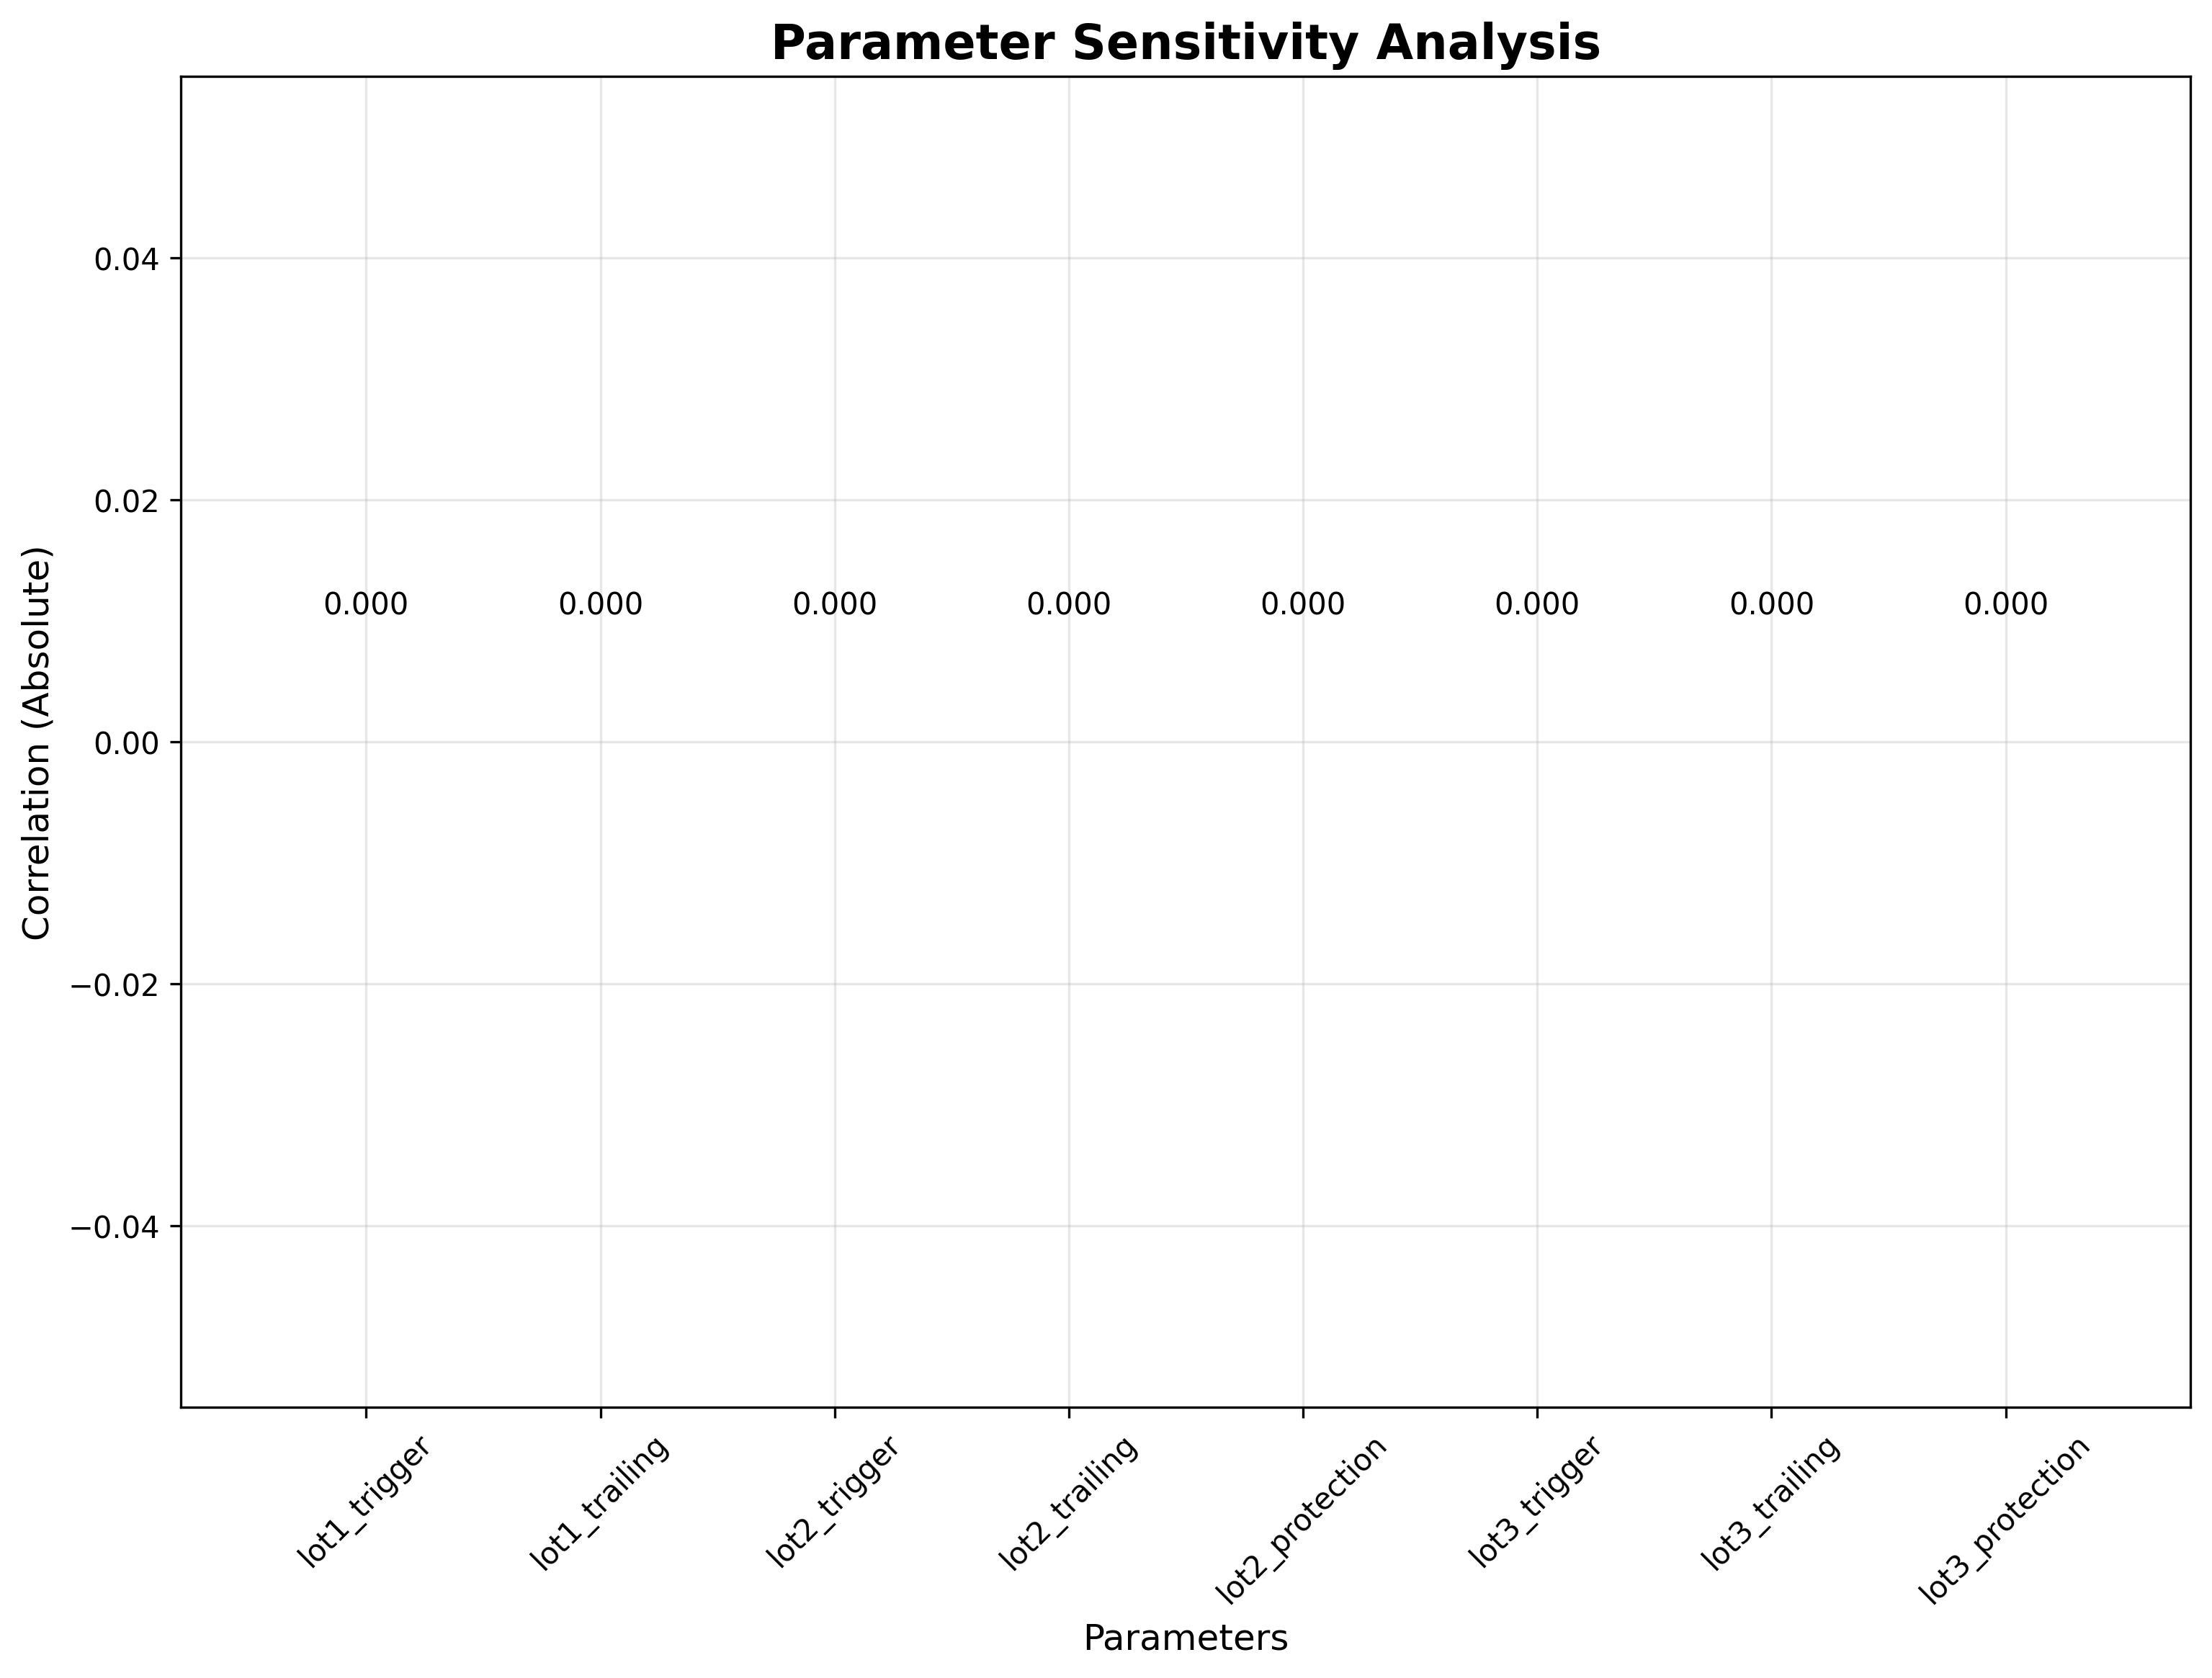 Parameter Sensitivity Analysis
Correlation (Absolute)
0.04
0.02
0.000 0.000 0.000 0.000 0.000 0.000 0.000 0.000
0.00
−0.02
−0.04
lot1_trigger lot1_trailing lot2_trigger lot2_trailing lot2_protection lot3_trigger lot3_trailing lot3_protection
Parameters